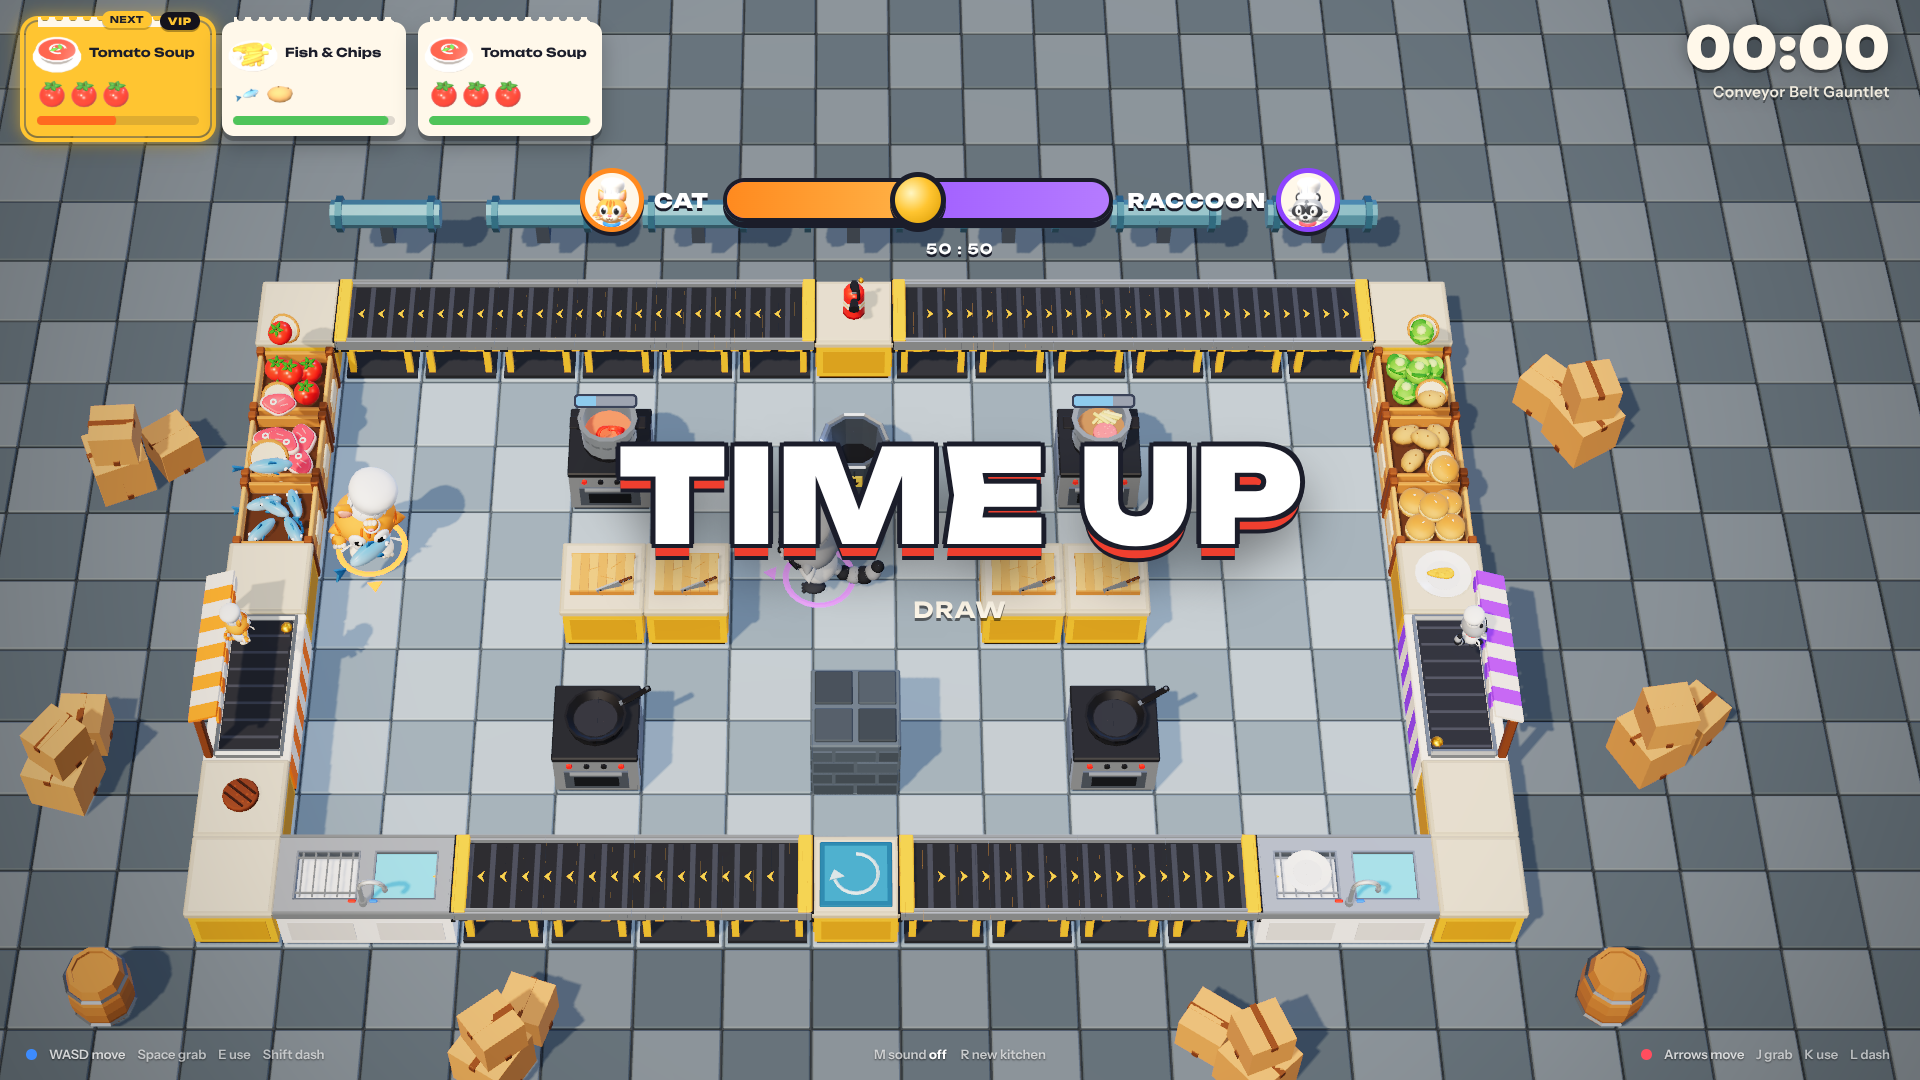 NEXT VIP
Tomato Soup
Fish & Chips
Tomato Soup
00:00
Conveyor Belt Gauntlet
CAT
RACCOON
50 : 50
TIME UP
DRAW
WASD move Space grab E use Shift dash
M sound off R new kitchen
Arrows move J grab K use L dash